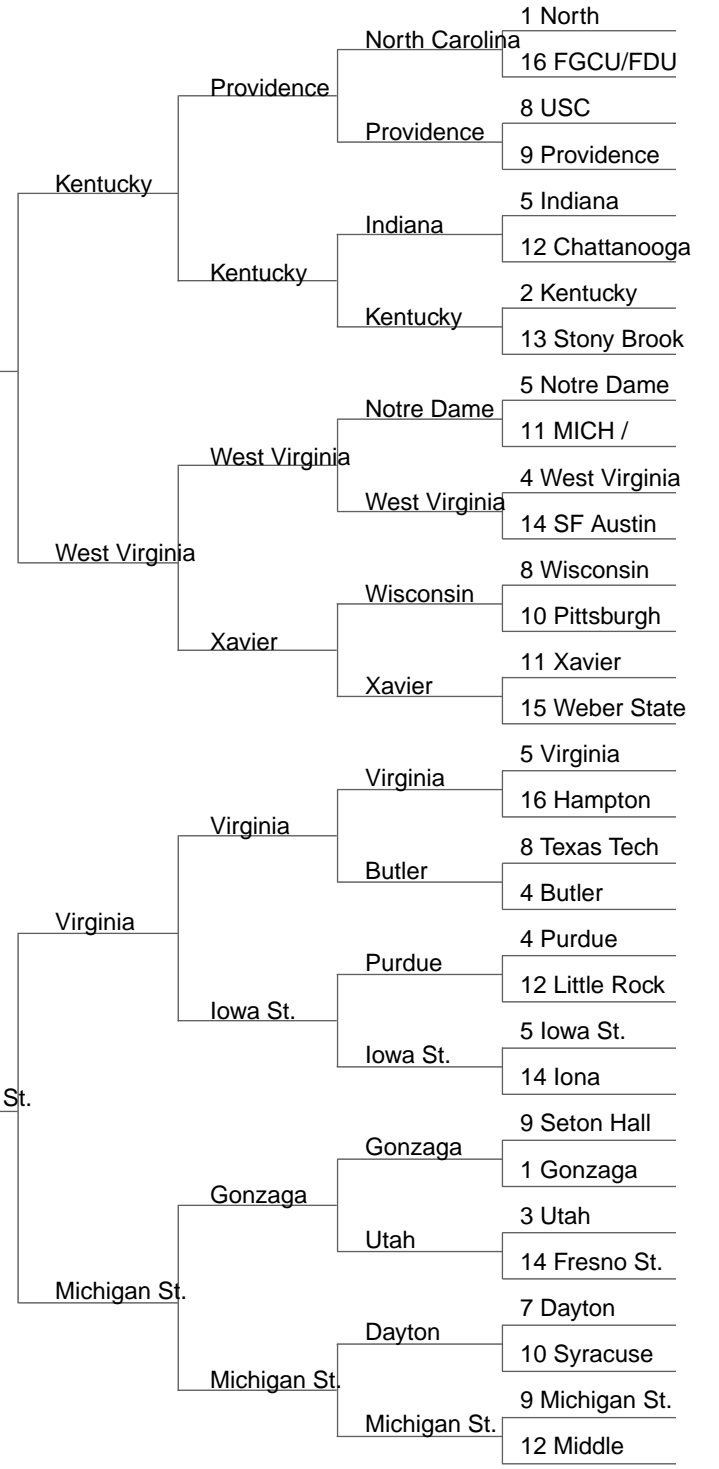 1 North
North Carolina
16 FGCU/FDU
Providence
8 USC
Providence
9 Providence
Kentucky
5 Indiana
Indiana
12 Chattanooga
Kentucky
2 Kentucky
Kentucky
13 Stony Brook
5 Notre Dame
Notre Dame
11 MICH /
West Virginia
4 West Virginia
West Virginia
14 SF Austin
West Virginia
8 Wisconsin
Wisconsin
10 Pittsburgh
Xavier
11 Xavier
Xavier
15 Weber State
5 Virginia
Virginia
16 Hampton
Virginia
8 Texas Tech
Butler
4 Butler
Virginia
4 Purdue
Purdue
12 Little Rock
Iowa St.
5 Iowa St.
Iowa St.
14 Iona
St.
9 Seton Hall
Gonzaga
1 Gonzaga
Gonzaga
3 Utah
Utah
14 Fresno St.
Michigan St.
7 Dayton
Dayton
10 Syracuse
Michigan St.
9 Michigan St.
Michigan St.
12 Middle